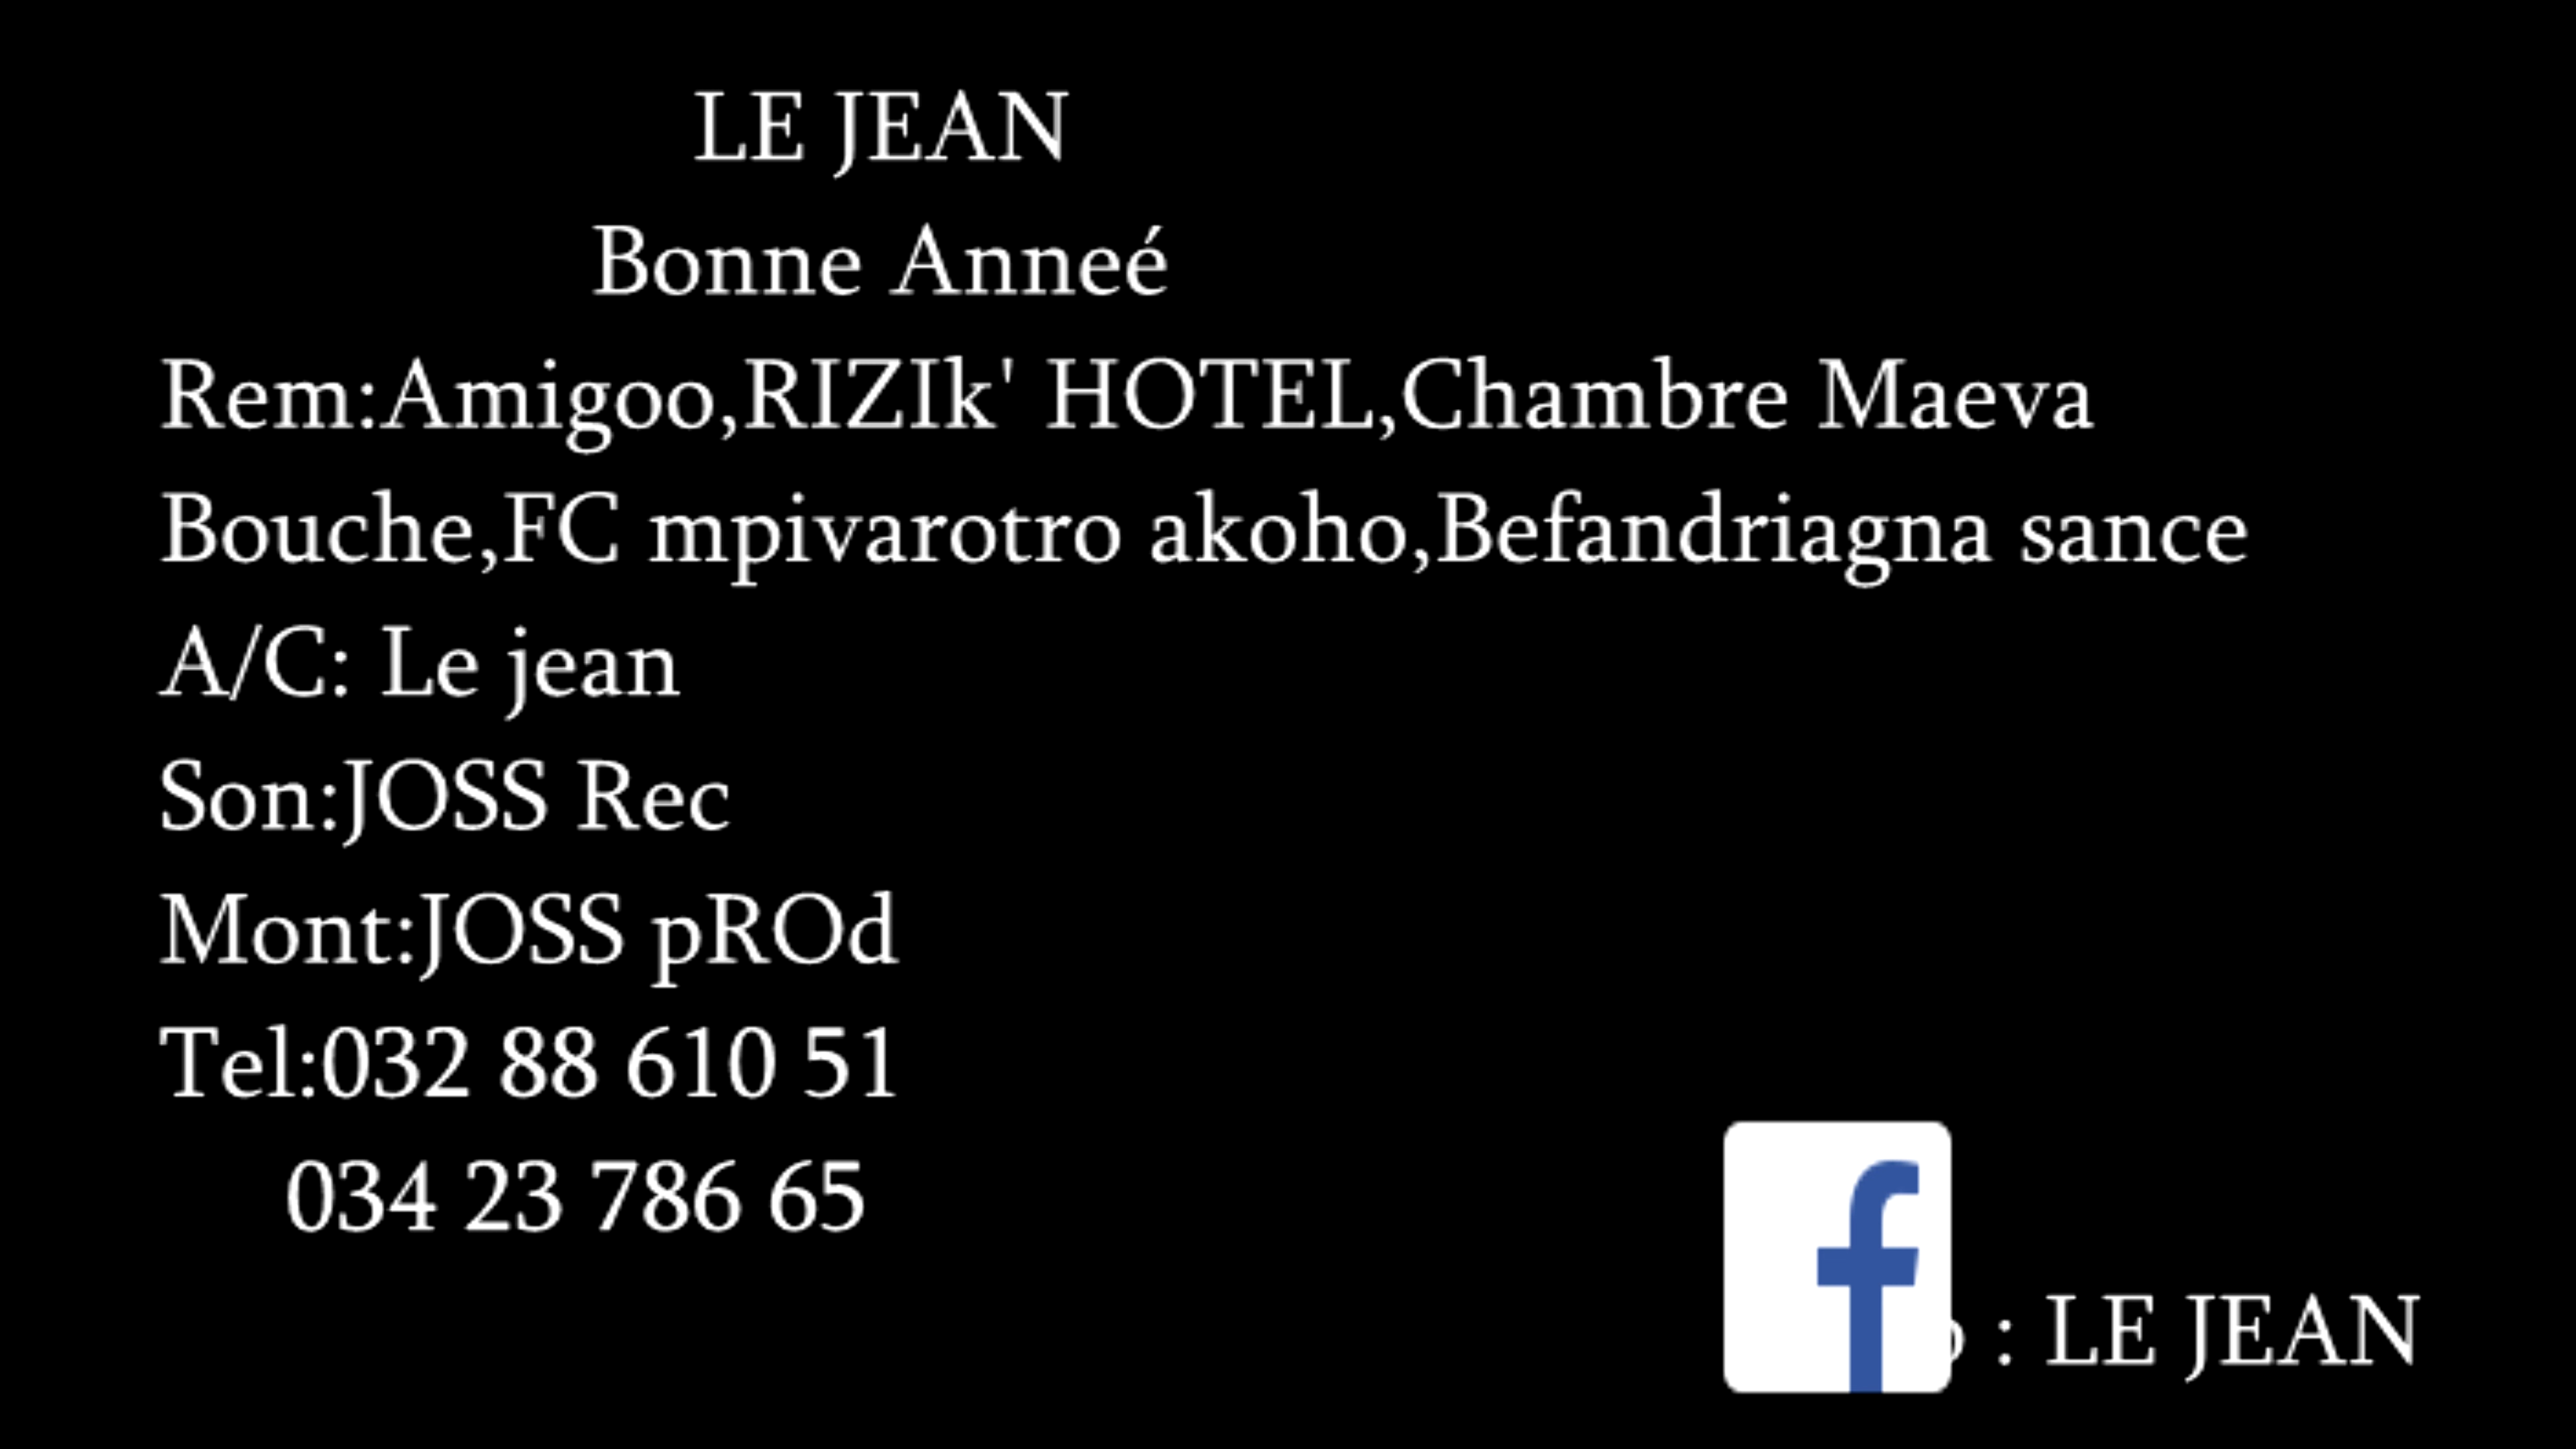 LE JEAN
Bonne Anneé
Rem:Amigoo,RIZIk' HOTEL,Chambre Maeva
Bouche,FC mpivarotro akoho,Befandriagna sance
A/C: Le jean
Son:JOSS Rec
Mont:JOSS pROd
Tel:032 88 610 51
034 23 786 65
: LE JEAN